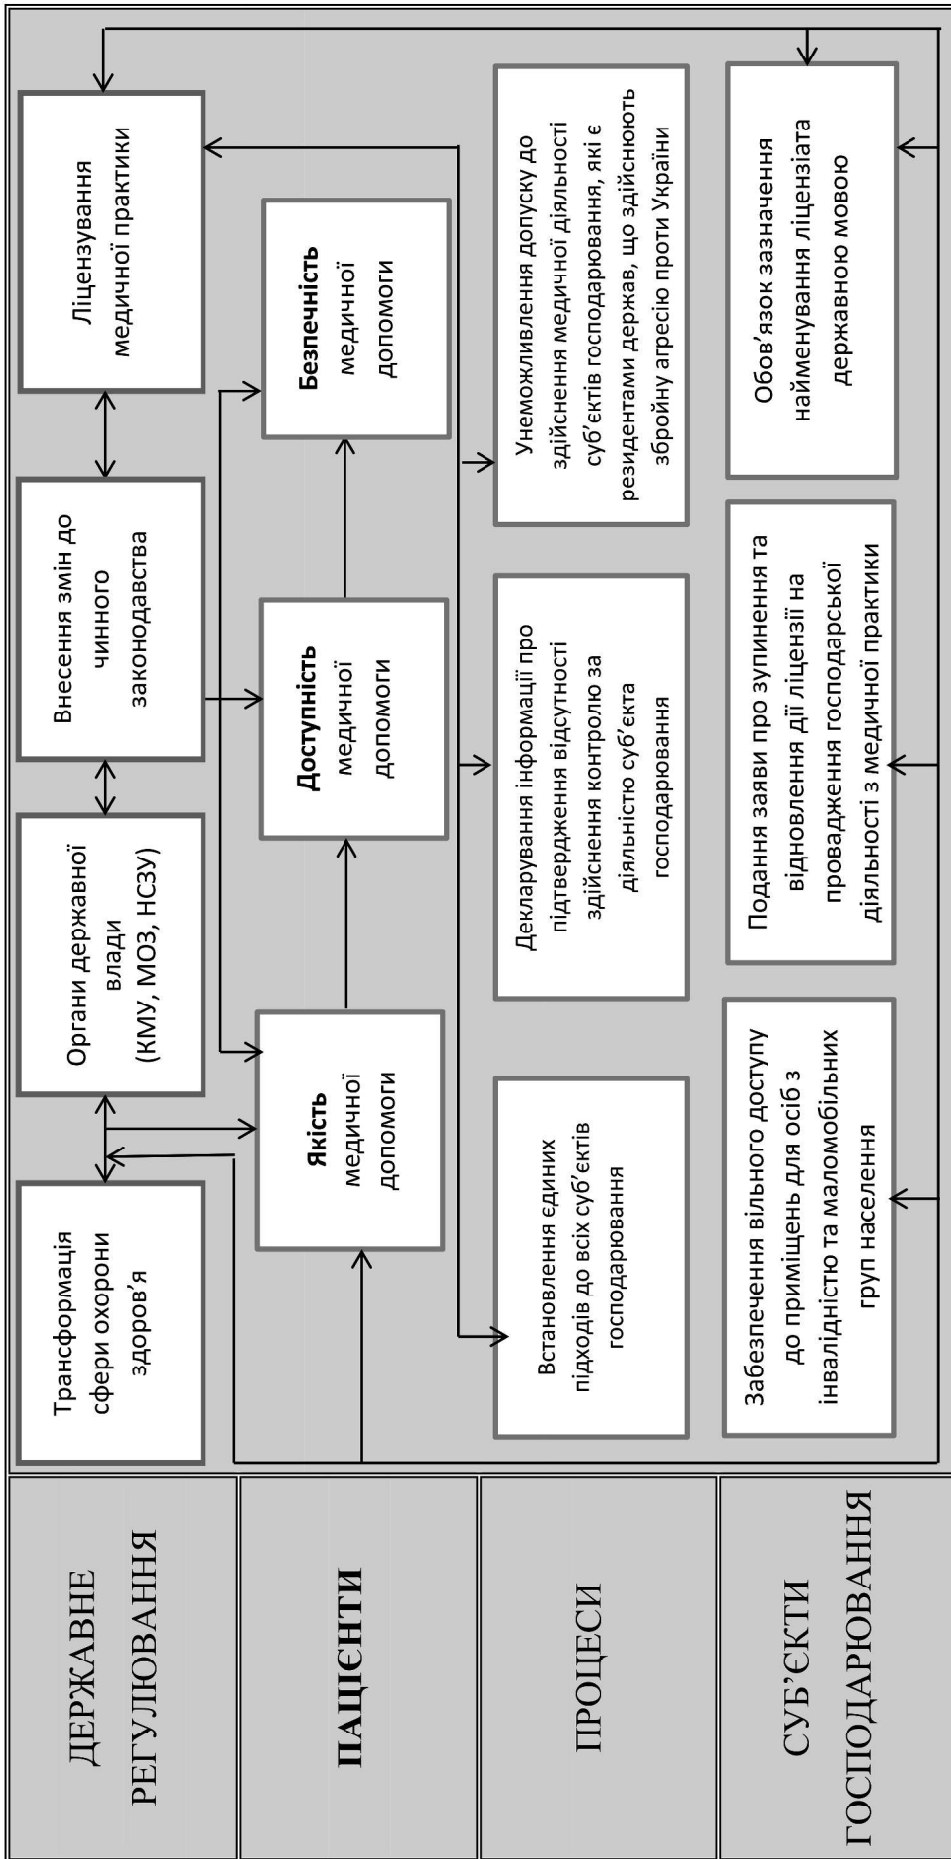 ДЕРЖАВНЕ
РЕГУЛЮВАННЯ
Трансформація
сфери охорони
здоров’я
Органи державної
влади
(КМУ, МОЗ, НСЗУ)
Внесення змін до
чинного
законодавства
Ліцензування
медичної практики
ПАЦІЄНТИ
Якість
медичної
допомоги
Доступність
медичної
допомоги
Безпечність
медичної
допомоги
ПРОЦЕСИ
Встановлення єдиних
підходів до всіх суб’єктів
господарювання
Декларування інформації про
підтвердження відсутності
здійснення контролю за
діяльністю суб’єкта
господарювання
Унеможливлення допуску до
здійснення медичної діяльності
суб’єктів господарювання, які є
резидентами держав, що здійснюють
збройну агресію проти України
СУБ’ЄКТИ
ГОСПОДАРЮВАННЯ
Забезпечення вільного доступу
до приміщень для осіб з
інвалідністю та маломобільних
груп населення
Подання заяви про зупинення та
відновлення дії ліцензії на
провадження господарської
діяльності з медичної практики
Обов’язок зазначення
найменування ліцензіата
державною мовою